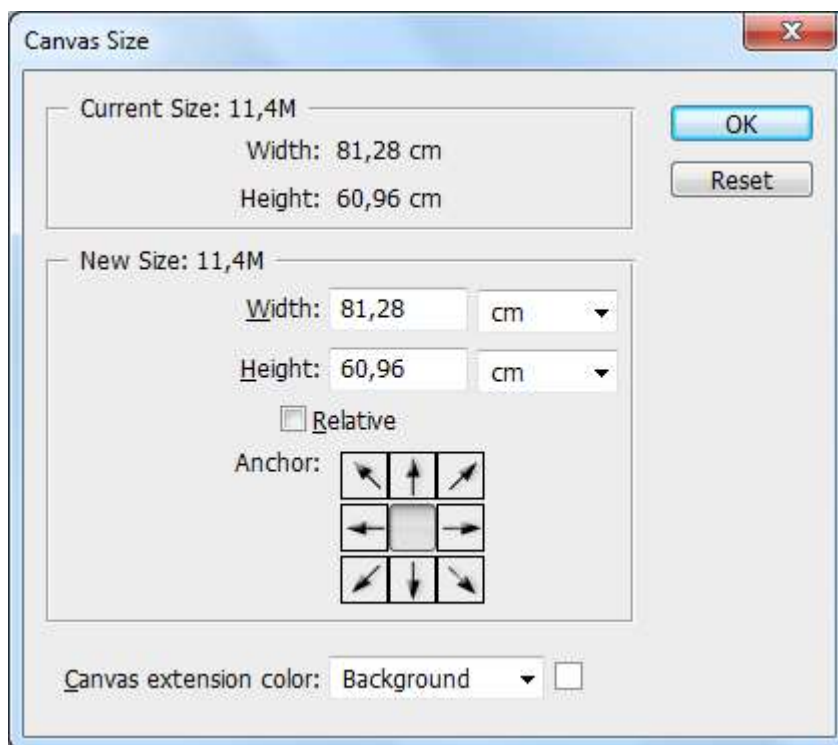 Canvas Size
Current Size: 11,4M
Width: 81,28 cm
Height: 60,96 cm
OK
Reset
New Size: 11,4M
Width: 81,28 cm
Height: 60,96 cm
Relative
Anchor:
Canvas extension color: Background